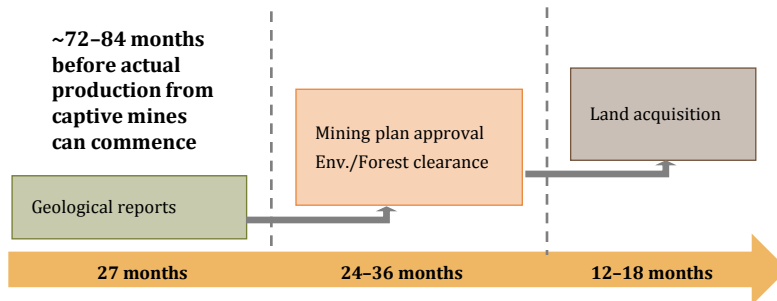 ~72–84 months
before actual
production from
captive mines
can commence
Geological reports
Mining plan approval
Env./Forest clearance
Land acquisition
27 months
24–36 months
12–18 months